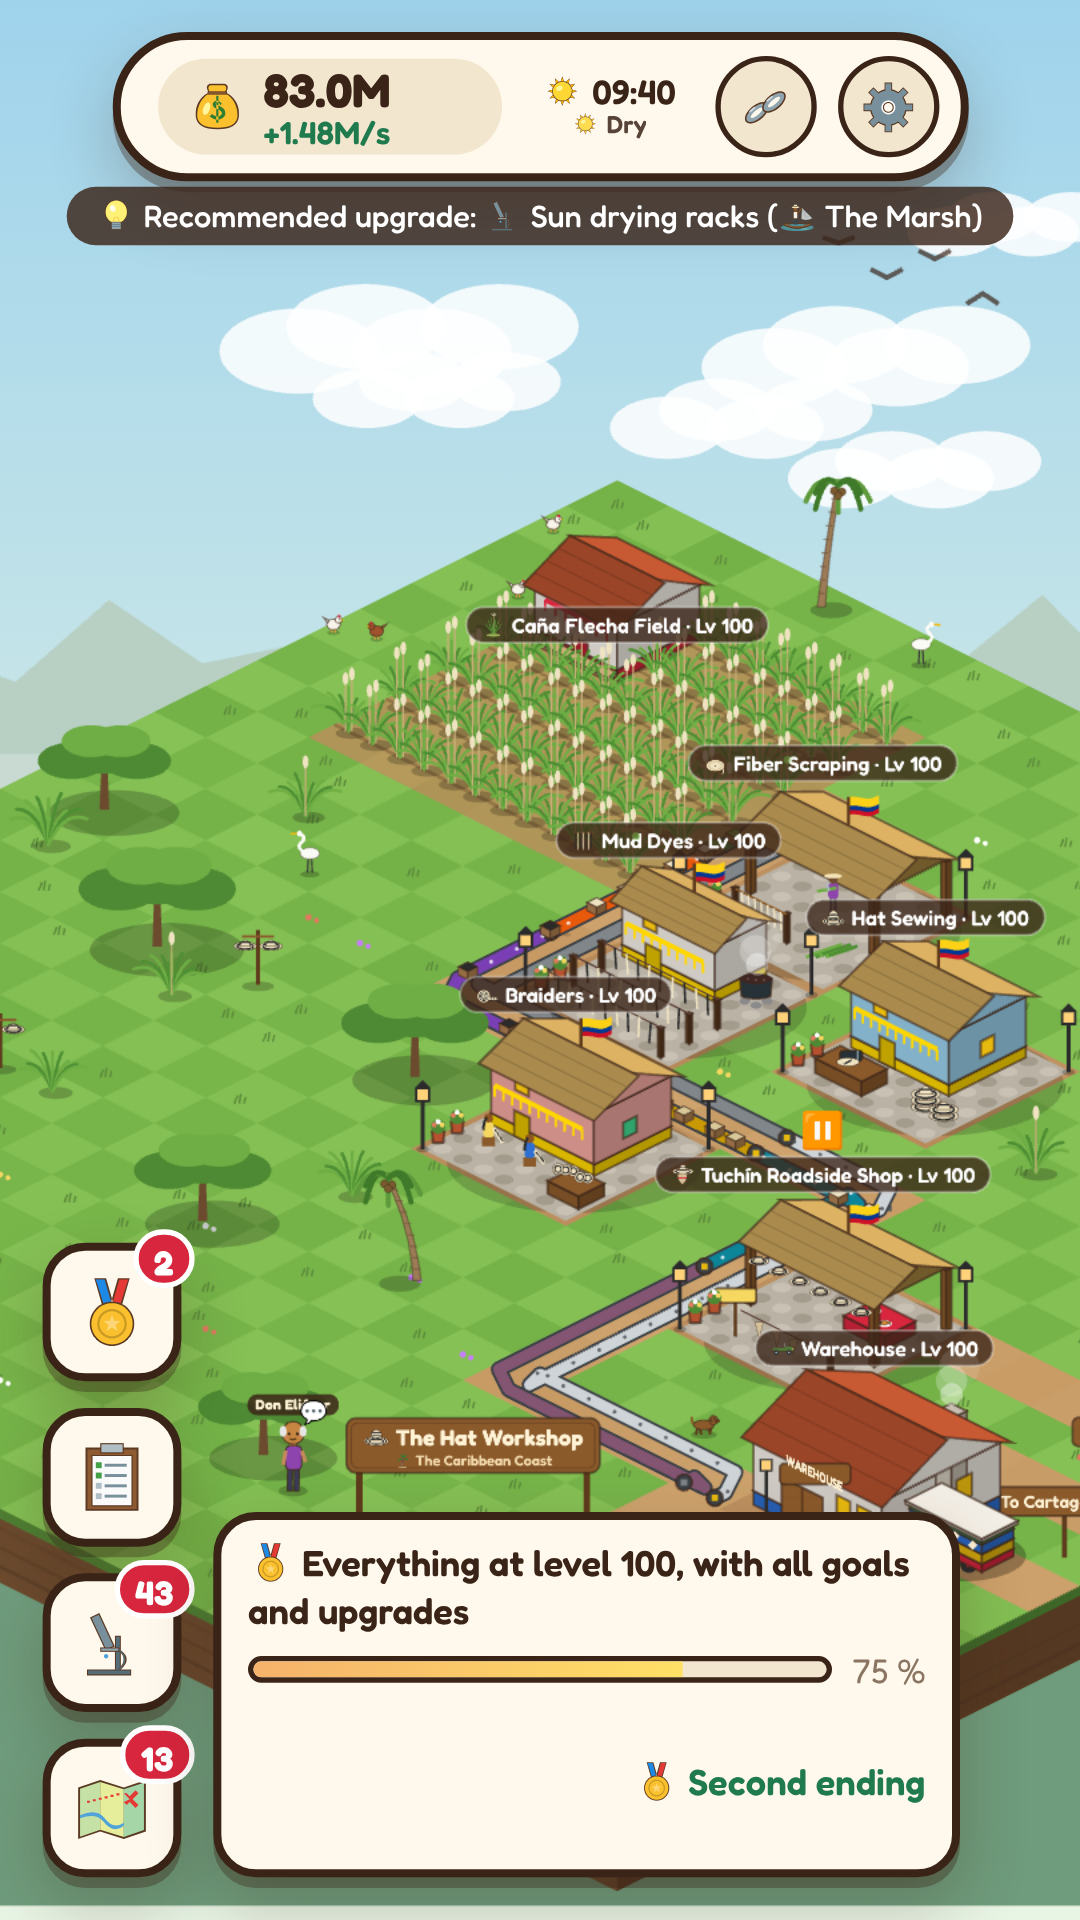 83.0M
+1.48M/s
09:40
Dry
Recommended upgrade: Sun drying racks ( The Marsh)
Caña Flecha Field · Lv 100
Fiber Scraping · Lv 100
Mud Dyes · Lv 100
Hat Sewing · Lv 100
Braiders · Lv 100
Tuchín Roadside Shop · Lv 100
Warehouse · Lv 100
2
Don
The Hat Workshop
The Caribbean Coast
WAREHOUSE
To
Everything at level 100, with all goals
and upgrades
75 %
43
13
Second ending